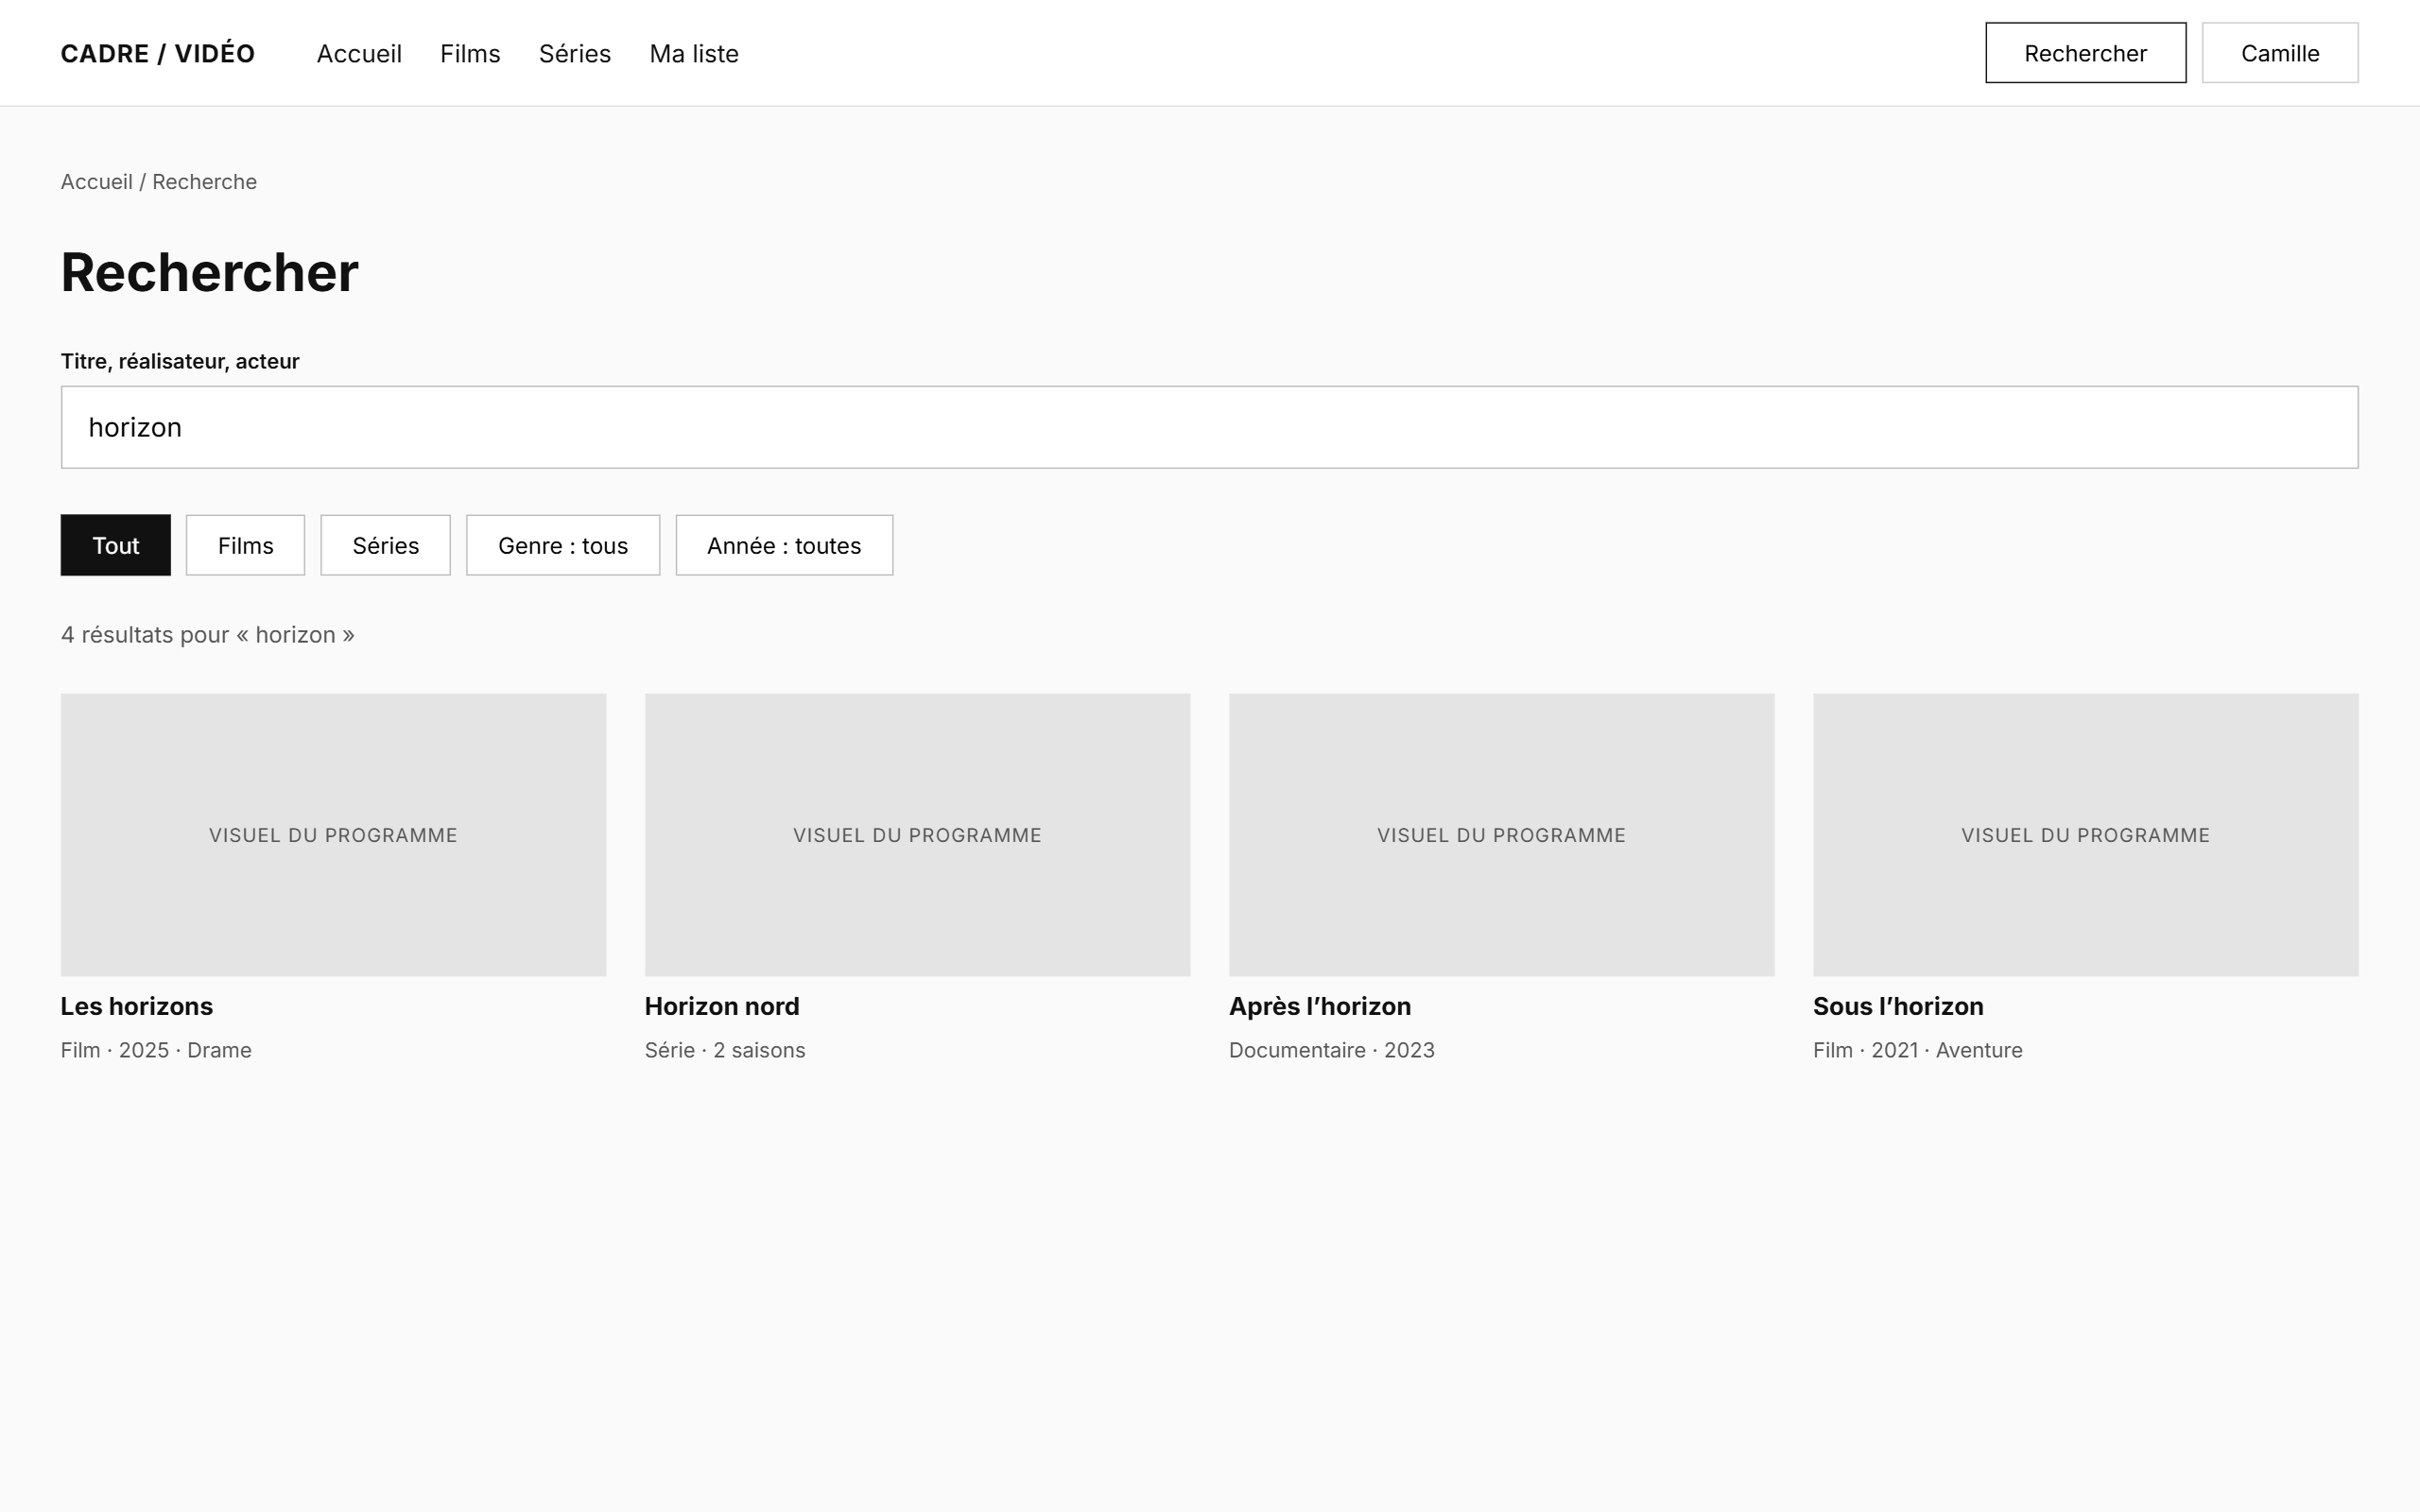 CADRE / VIDÉO Accueil Films Séries Ma liste Rechercher Camille
Accueil / Recherche
Rechercher
Titre, réalisateur, acteur
horizon
Tout Films Séries Genre : tous Année : toutes
4 résultats pour « horizon »
VISUEL DU PROGRAMME VISUEL DU PROGRAMME VISUEL DU PROGRAMME VISUEL DU PROGRAMME
Les horizons Horizon nord Après l’horizon Sous l’horizon
Film · 2025 · Drame Série · 2 saisons Documentaire · 2023 Film · 2021 · Aventure